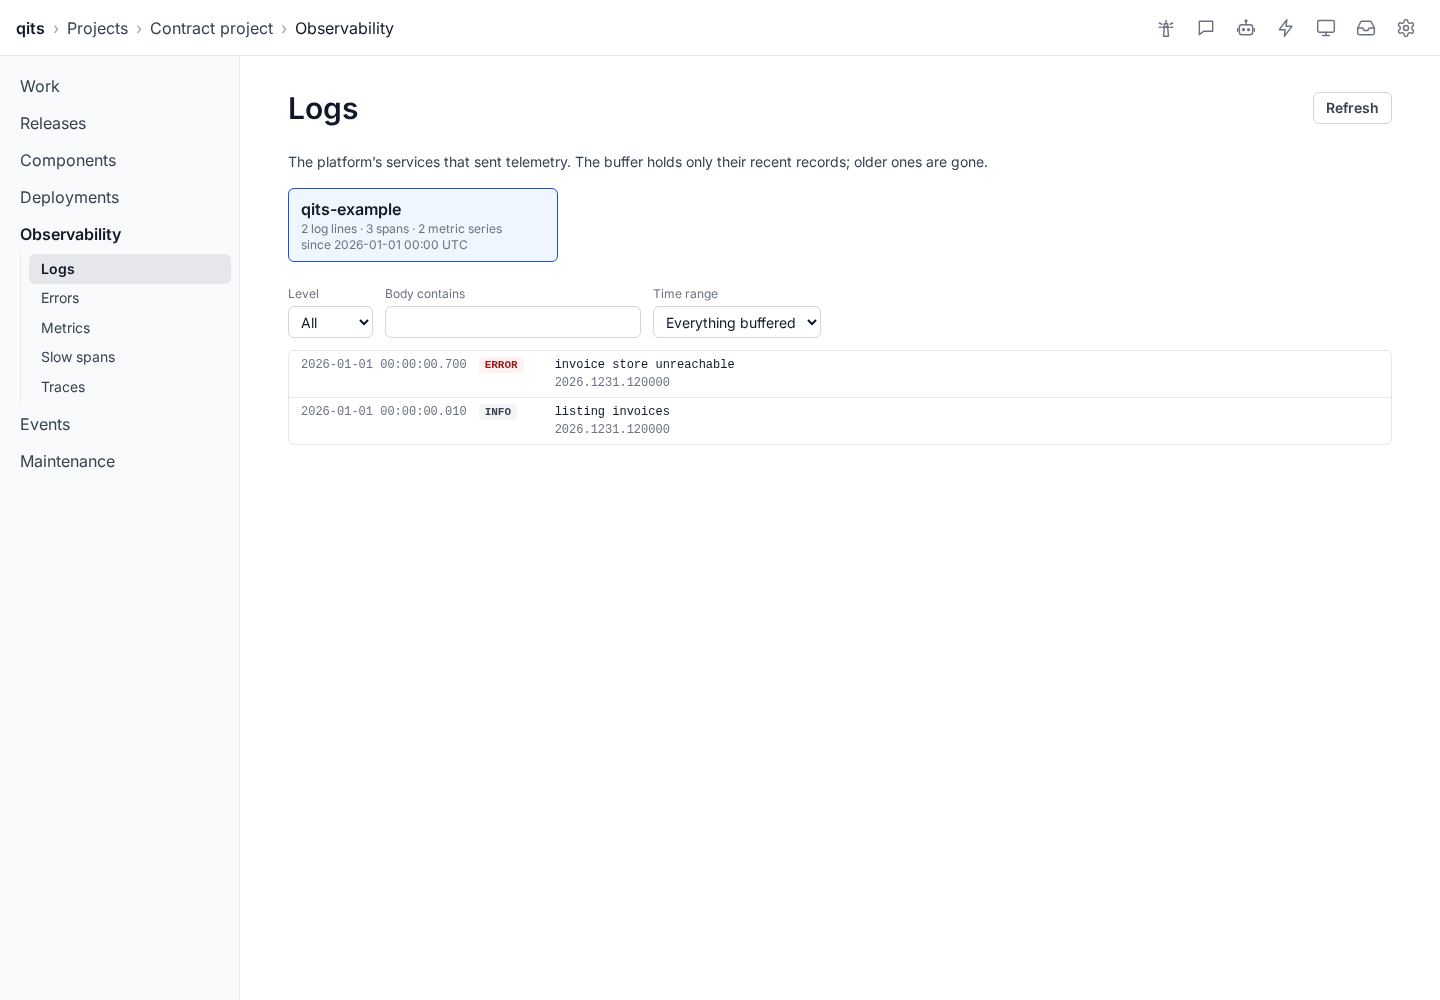 qits › Projects › Contract project › Observability
Work
Releases
Components
Deployments
Observability
Logs
Errors
Metrics
Slow spans
Traces
Events
Maintenance
Logs
Refresh
The platform’s services that sent telemetry. The buffer holds only their recent records; older ones are gone.
qits-example
2 log lines · 3 spans · 2 metric series
since 2026-01-01 00:00 UTC
Level Body contains Time range
All Everything buffered
2026-01-01 00:00:00.700 ERROR invoice store unreachable
2026.1231.120000
2026-01-01 00:00:00.010 INFO listing invoices
2026.1231.120000